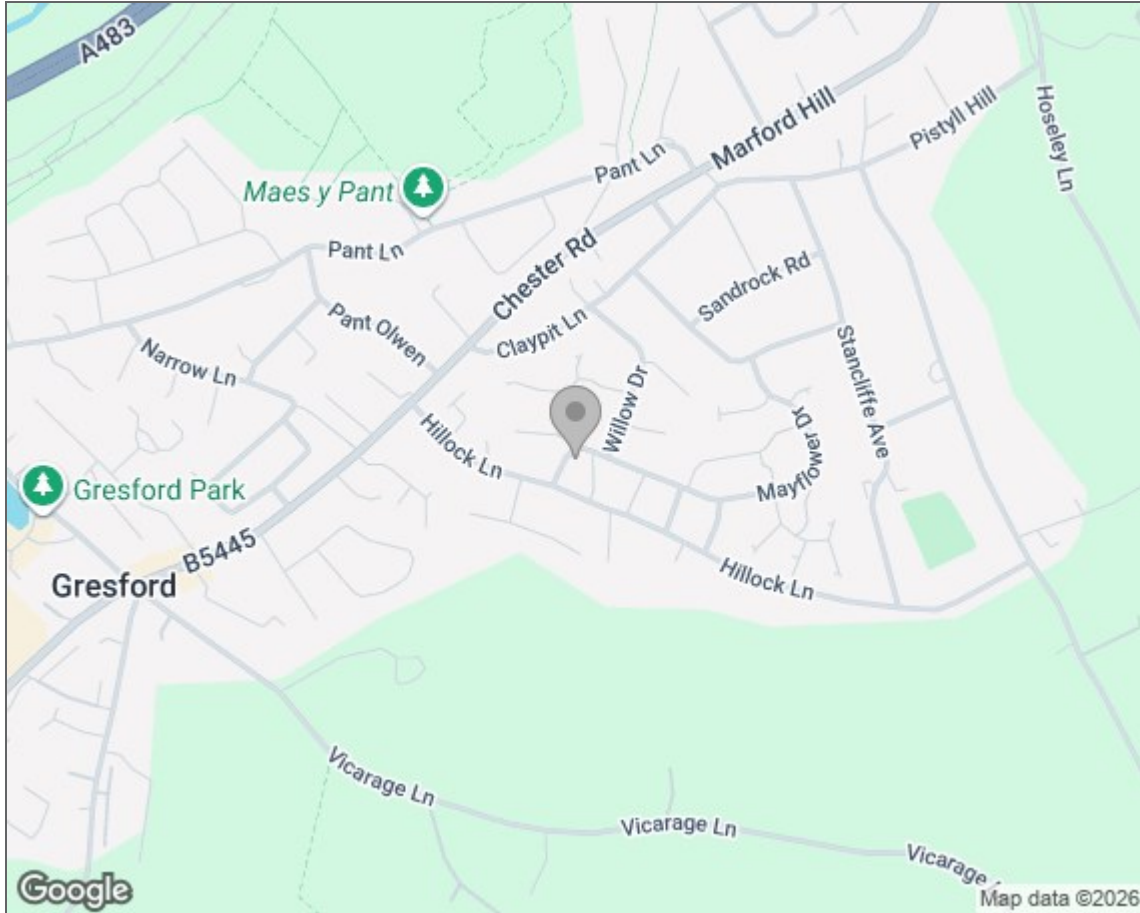 A483
Marford Hill
Pistyll Hill
Hoseley Ln
Pant Ln
Maes y Pant
Pant Ln
Chester Rd
Sandrock Rd
Pant Olwen
Claypit Ln
Narrow Ln
Stancliffe Ave
Willow Dr
Mayflower Dr
Hillock Ln
Gresford Park
B5445
Gresford
Hillock Ln
Vicarage Ln
Vicarage Ln
Vicarage
Google
Map data ©2026